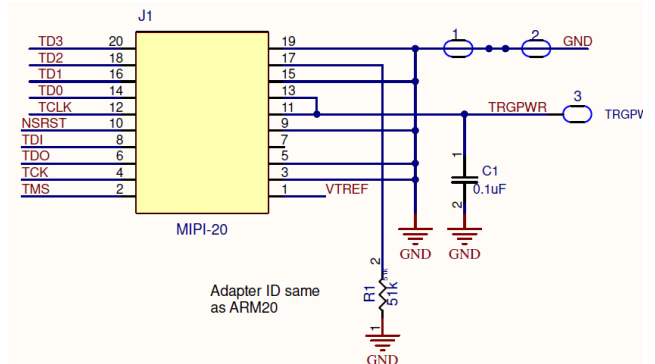 J1
TD3 20 19 1 2 GND
TD2 18 17
TD1 16 15
TD0 14 13 3
TCLK 12 11 TRGPWR TRGPW
NSRST 10 9
TDI 8 7 1
TDO 6 5 C1
TCK 4 3 0.1uF
TMS 2 1 VTREF 2
MIPI-20
GND GND
2
51k
Adapter ID same R1 51k
as ARM20
1
GND